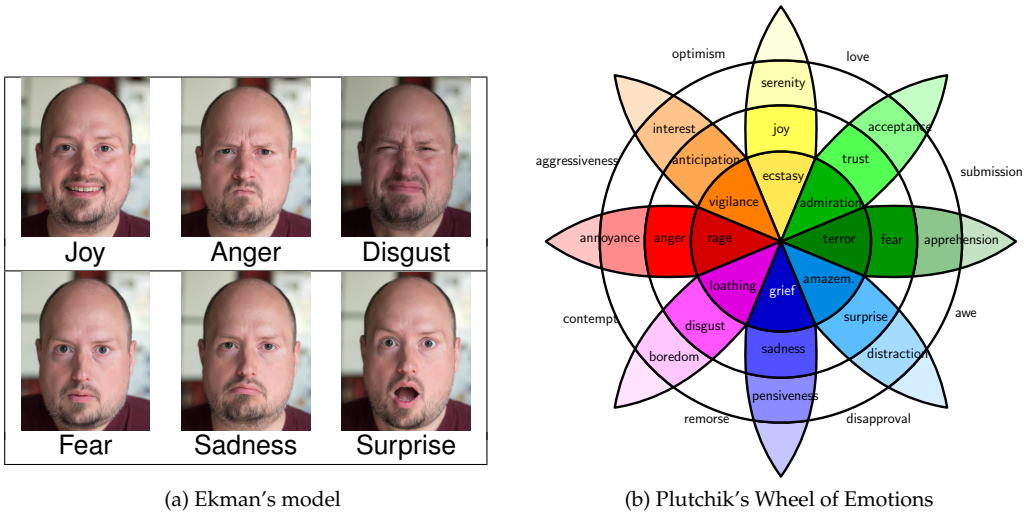 Joy Anger Disgust
Fear Sadness Surprise
(a) Ekman's model
optimism love
serenity
interest joy acceptance
aggressiveness anticipation trust submission
ecstasy
vigilance admiration
annoyance anger rage terror fear apprehension
loathing grief amazem.
contempt disgust surprise awe
boredom sadness distraction
pensiveness
remorse disapproval
(b) Plutchik's Wheel of Emotions